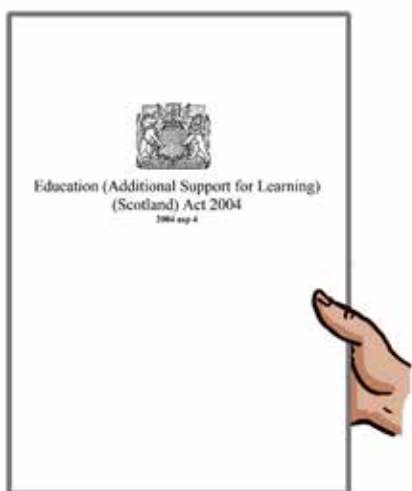 Education (Additional Support for Learning)
(Scotland) Act 2004
2004 asp 4